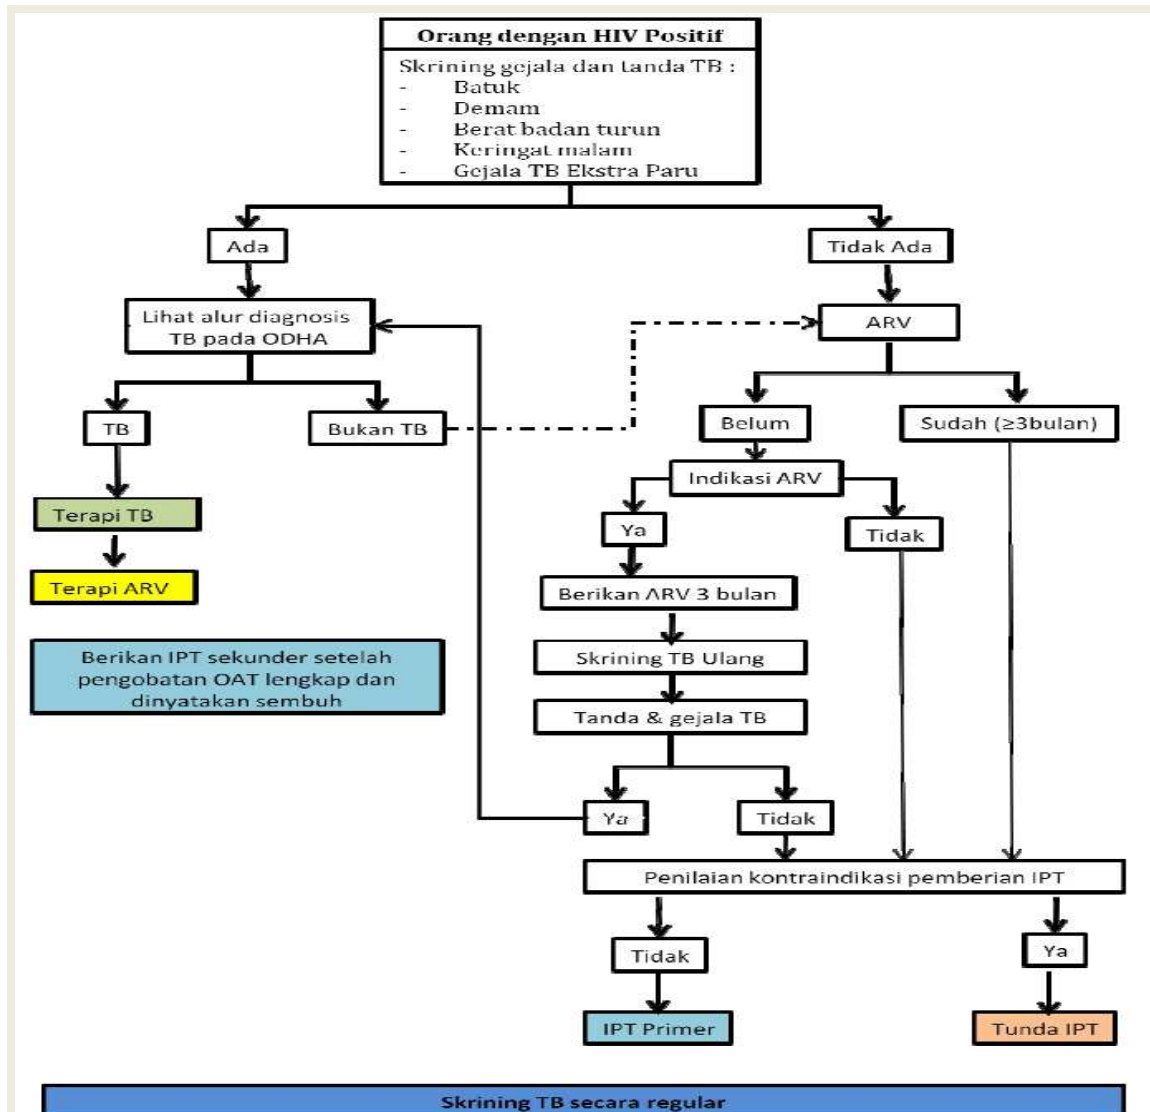 Orang dengan HIV Positif
Skrining gejala dan tanda TB :
- Batuk
- Demam
- Berat badan turun
- Keringat malam
- Gejala TB Ekstra Paru
Ada
Tidak Ada
Lihat alur diagnosis
TB pada ODHA
ARV
TB
Bukan TB
Belum
Sudah (≥3bulan)
Indikasi ARV
Terapi TB
Ya
Tidak
Terapi ARV
Berikan ARV 3 bulan
Berikan IPT sekunder setelah
pengobatan OAT lengkap dan
dinyatakan sembuh
Skrining TB Ulang
Tanda & gejala TB
Ya
Tidak
Penilaian kontraindikasi pemberian IPT
Tidak
Ya
IPT Primer
Tunda IPT
Skrining TB secara regular